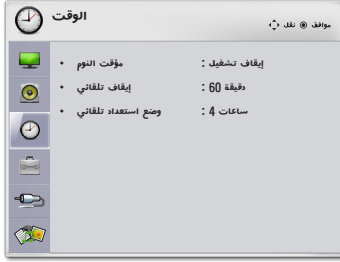 الوقت
موافق ◉ نقل
• مؤقت النوم : إيقاف تشغيل
• إيقاف تلقائي : 60 دقيقة
• وضع استعداد تلقائي : 4 ساعات